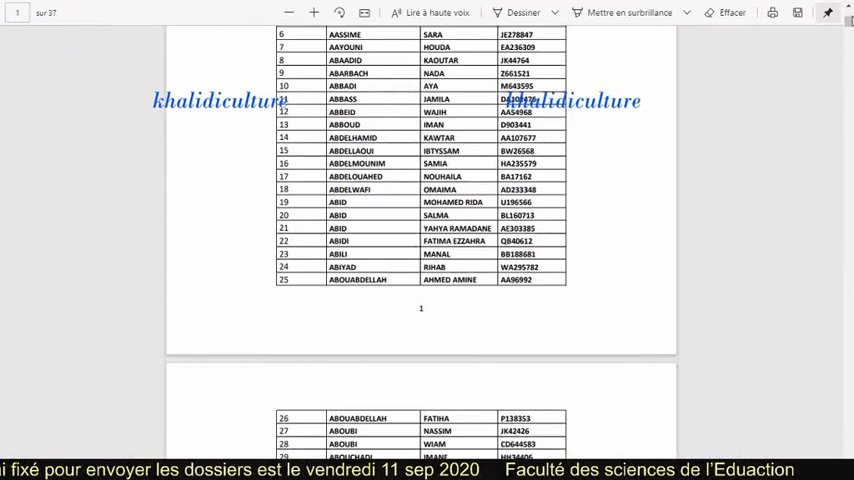 1 sur 37 Lire à haute voix Dessiner Mettre en surbrillance Effacer
6 AASSIME SARA JE278847
7 AAYOUNI HOUDA EA236309
8 ABAADID KAOUTAR JK44764
9 ABARBACH NADA Z661521
10 ABBADI AYA M643595
khalidiculture khalidiculture
11 ABBASS JAMILA
12 ABBEID WAJIH AA54968
13 ABBOUD IMAN D903441
14 ABDELHAMID KAWTAR AA107677
15 ABDELLAOUI IBTYSSAM BW26568
16 ABDELMOUNIM SAMIA HA235579
17 ABDELOUAHED NOUHAILA BA17162
18 ABDELWAFI OMAIMA AD233348
19 ABID MOHAMED RIDA U196566
20 ABID SALMA BL160713
21 ABID YAHYA RAMADANE AE303385
22 ABIDI FATIMA EZZAHRA QB40612
23 ABILI MANAL BB188681
24 ABIYAD RIHAB WA295782
25 ABOUABDELLAH AHMED AMINE AA96992
1
26 ABOUABDELLAH FATIHA P138353
27 ABOUBI NASSIM JK42426
28 ABOUBI WIAM CD644583
29 ABOUCHADI IMANE HH34406
i fixé pour envoyer les dossiers est le vendredi 11 sep 2020 Faculté des sciences de l’Eduaction